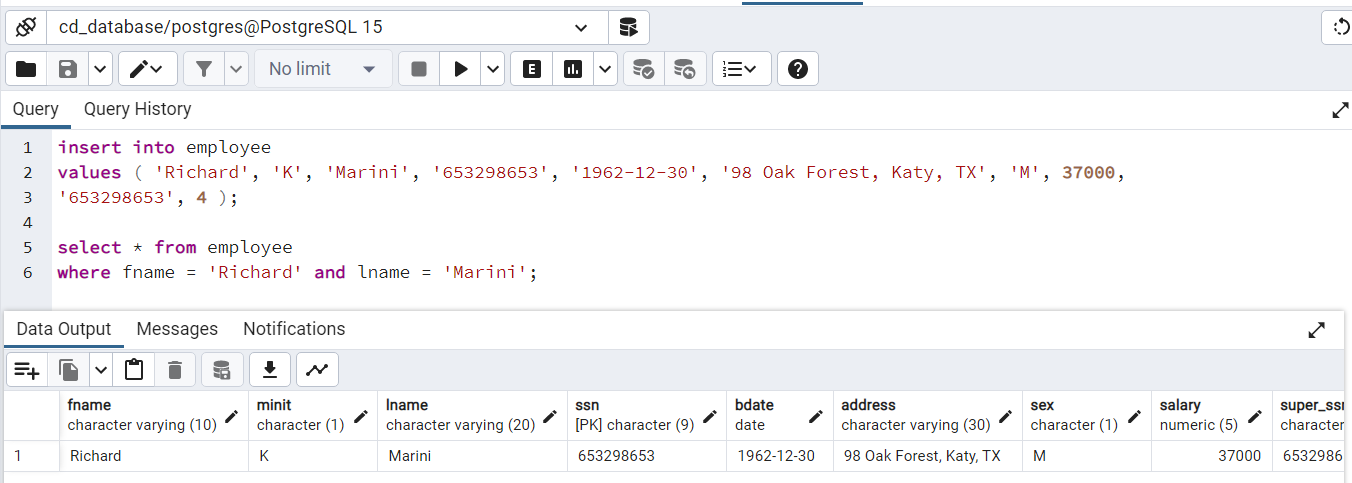 cd_database/postgres@PostgreSQL 15
No limit
E
Query Query History
1 insert into employee
2 values ( 'Richard', 'K', 'Marini', '653298653', '1962-12-30', '98 Oak Forest, Katy, TX', 'M', 37000,
3 '653298653', 4 );
4
5 select * from employee
6 where fname = 'Richard' and lname = 'Marini';
Data Output Messages Notifications
fname minit lname ssn bdate address sex salary super_ssn
character varying (10) character (1) character varying (20) [PK] character (9) date character varying (30) character (1) numeric (5) character
1 Richard K Marini 653298653 1962-12-30 98 Oak Forest, Katy, TX M 37000 6532986